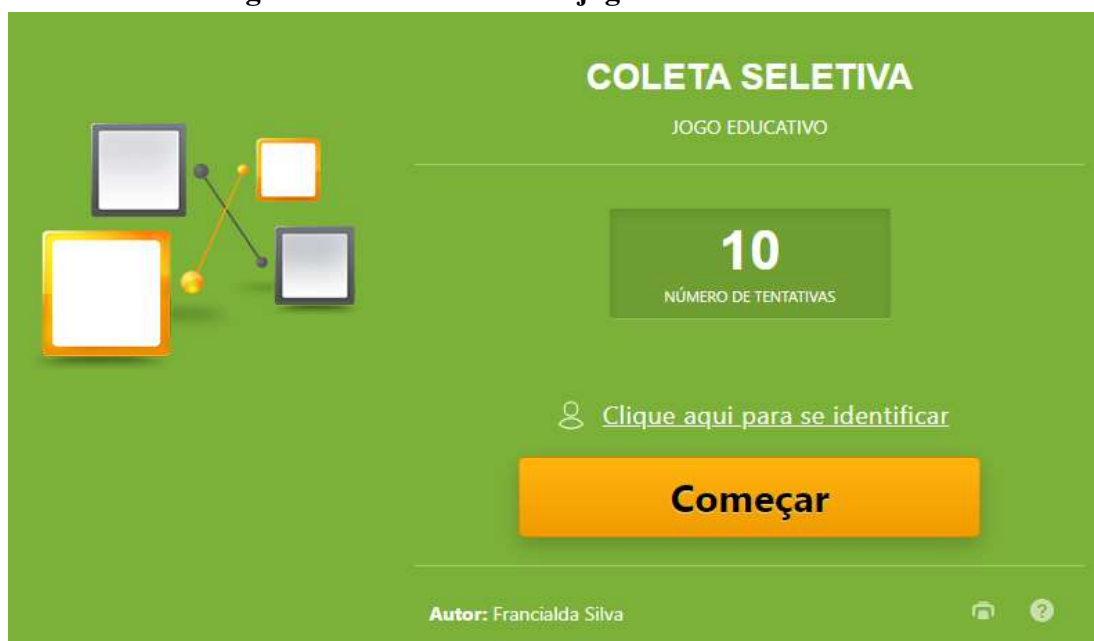 COLETA SELETIVA
JOGO EDUCATIVO
10
NÚMERO DE TENTATIVAS
Clique aqui para se identificar
Começar
Autor: Francialda Silva
?